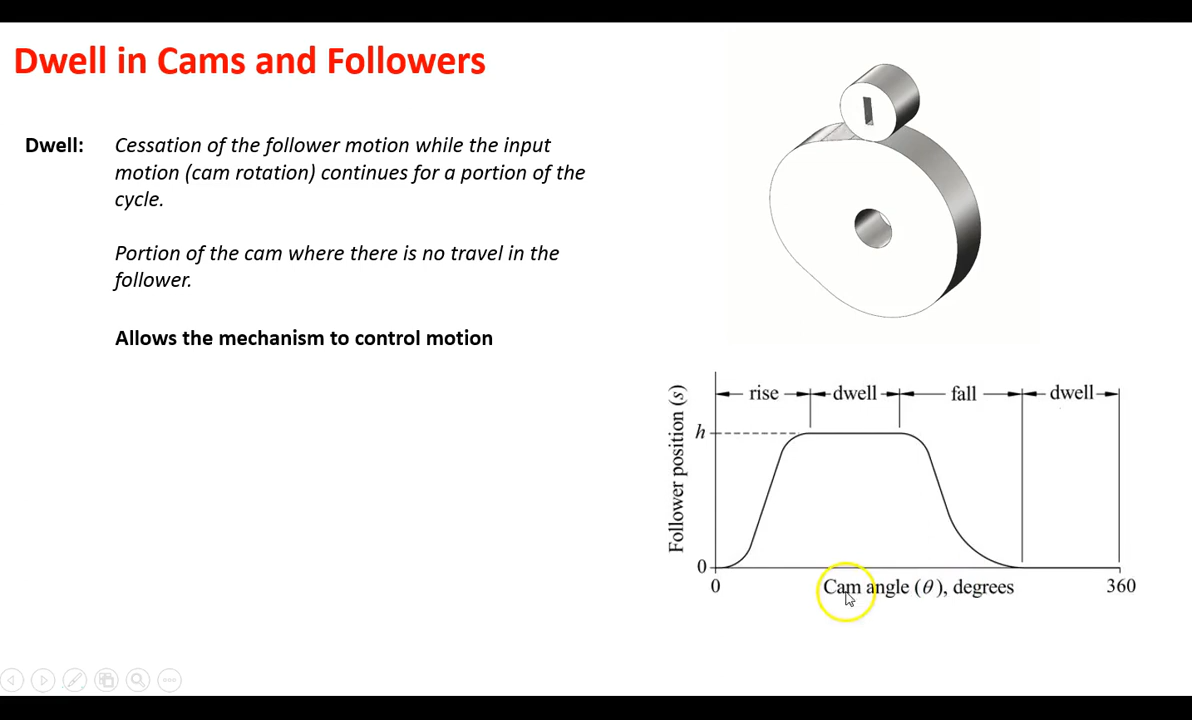 Dwell in Cams and Followers
Dwell: Cessation of the follower motion while the input
motion (cam rotation) continues for a portion of the
cycle.
Portion of the cam where there is no travel in the
follower.
Allows the mechanism to control motion
rise dwell fall dwell
Follower position (s)
h
0
0 Cam angle (θ), degrees 360